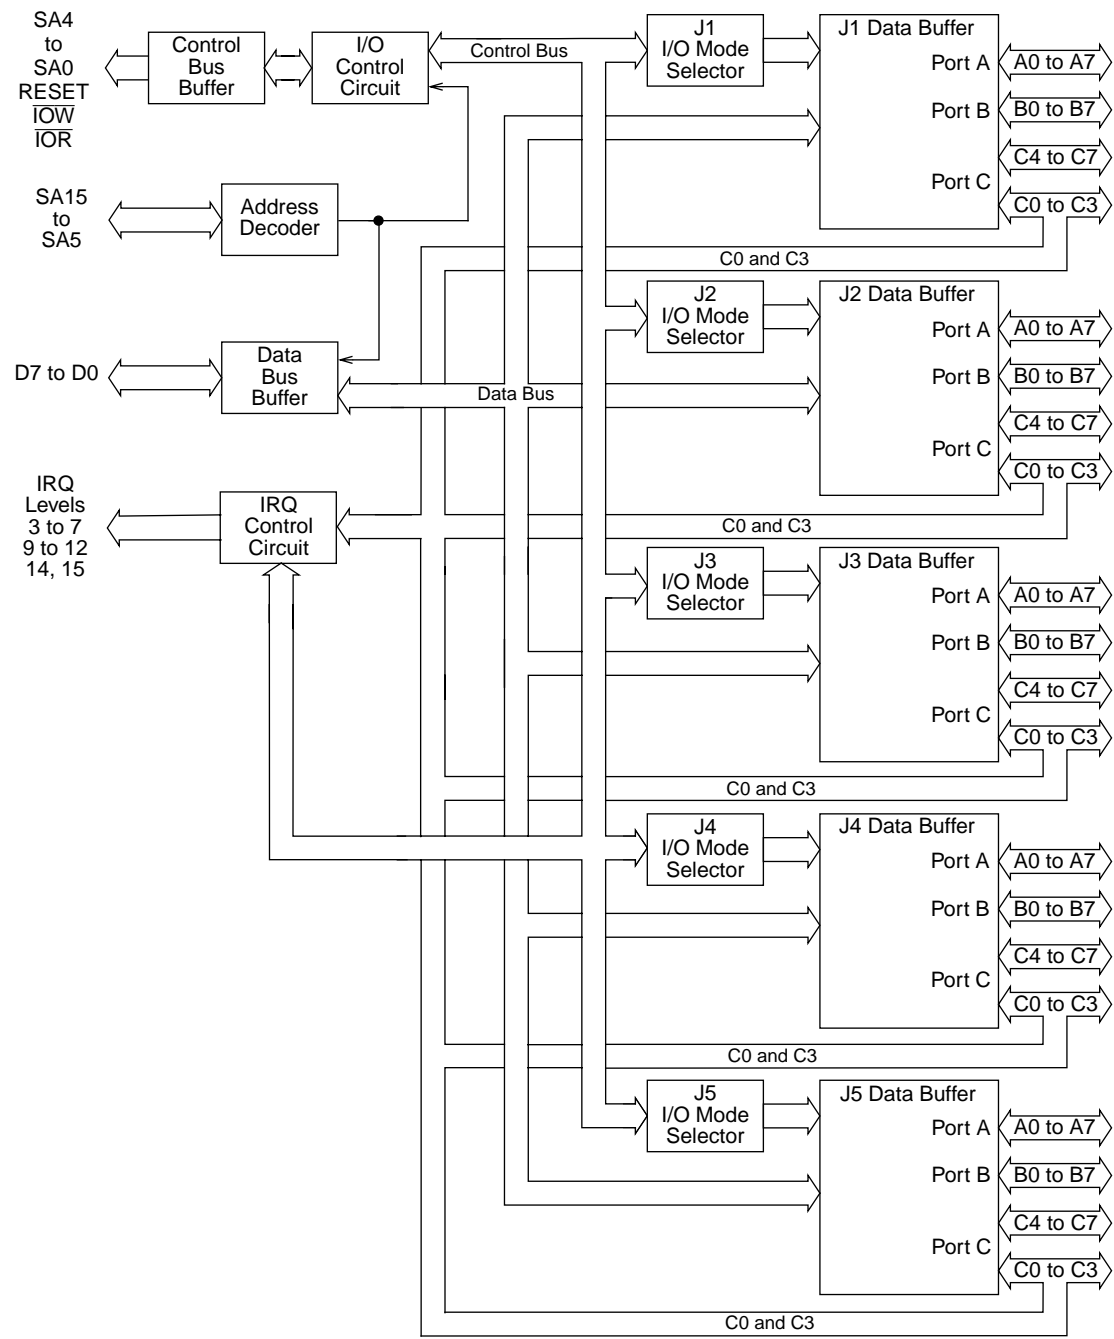 SA4
to
SA0
RESET
IOW
IOR
Control
Bus
Buffer
I/O
Control
Circuit
Control Bus
J1
I/O Mode
Selector
J1 Data Buffer
Port A
A0 to A7
Port B
B0 to B7
C4 to C7
Port C
C0 to C3
SA15
to
SA5
Address
Decoder
C0 and C3
J2
I/O Mode
Selector
J2 Data Buffer
Port A
A0 to A7
Port B
B0 to B7
C4 to C7
Port C
C0 to C3
D7 to D0
Data
Bus
Buffer
Data Bus
IRQ
Levels
3 to 7
9 to 12
14, 15
IRQ
Control
Circuit
C0 and C3
J3
I/O Mode
Selector
J3 Data Buffer
Port A
A0 to A7
Port B
B0 to B7
C4 to C7
Port C
C0 to C3
C0 and C3
J4
I/O Mode
Selector
J4 Data Buffer
Port A
A0 to A7
Port B
B0 to B7
C4 to C7
Port C
C0 to C3
C0 and C3
J5
I/O Mode
Selector
J5 Data Buffer
Port A
A0 to A7
Port B
B0 to B7
C4 to C7
Port C
C0 to C3
C0 and C3